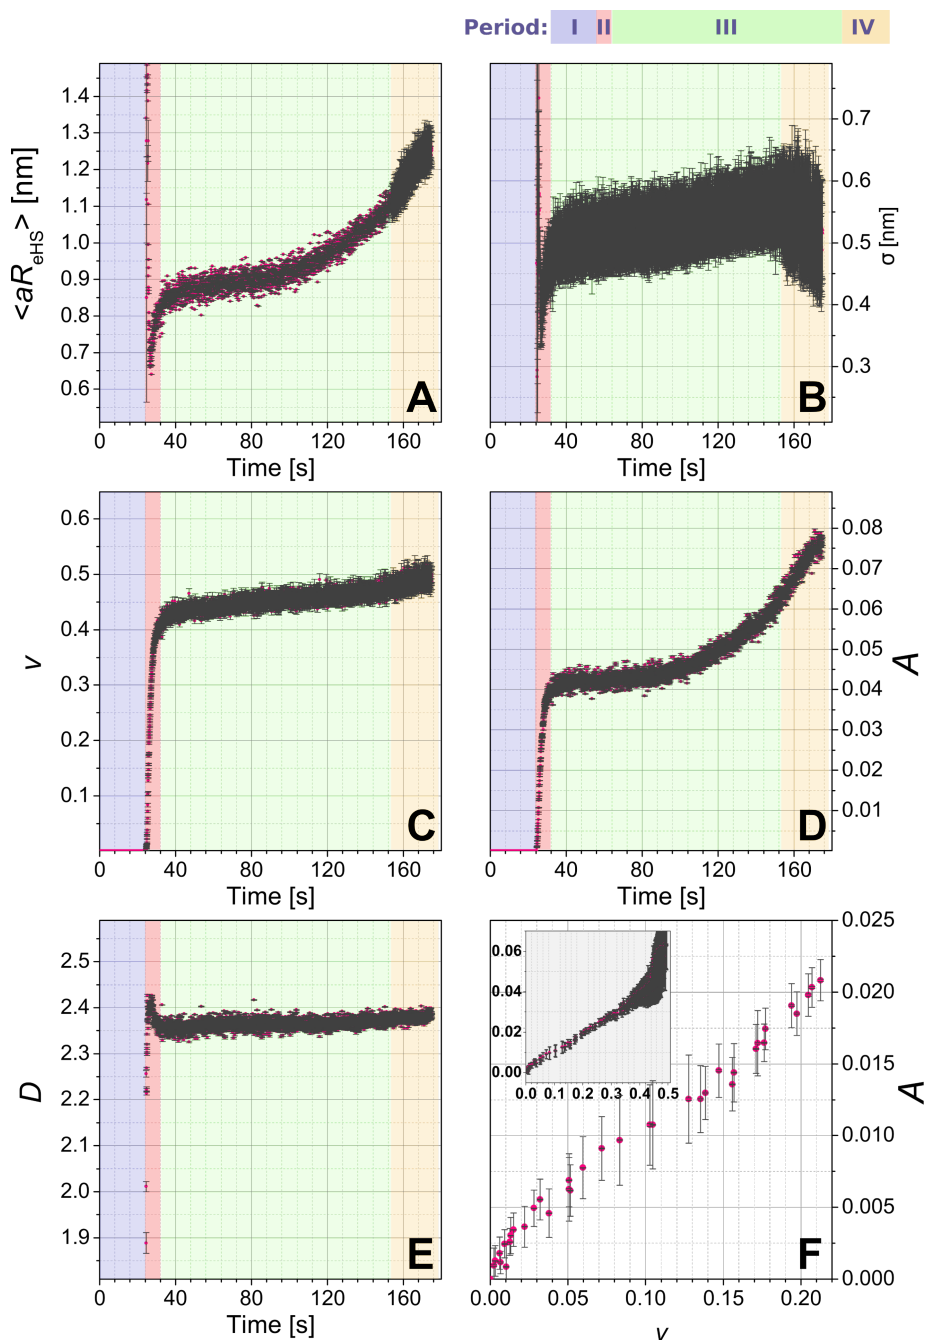 Period: I II III IV
<aR_eHS> [nm]
1.4
1.3
1.2
1.1
1.0
0.9
0.8
0.7
0.6
A
0 40 80 120 160
Time [s]
σ [nm]
0.7
0.6
0.5
0.4
0.3
B
0 40 80 120 160
Time [s]
v
0.6
0.5
0.4
0.3
0.2
0.1
C
0 40 80 120 160
Time [s]
A
0.08
0.07
0.06
0.05
0.04
0.03
0.02
0.01
D
0 40 80 120 160
Time [s]
D
2.5
2.4
2.3
2.2
2.1
2.0
1.9
E
0 40 80 120 160
Time [s]
0.06
0.04
0.02
0.00
0.0 0.1 0.2 0.3 0.4 0.5
A
0.025
0.020
0.015
0.010
0.005
0.000
F
0.00 0.05 0.10 0.15 0.20
v